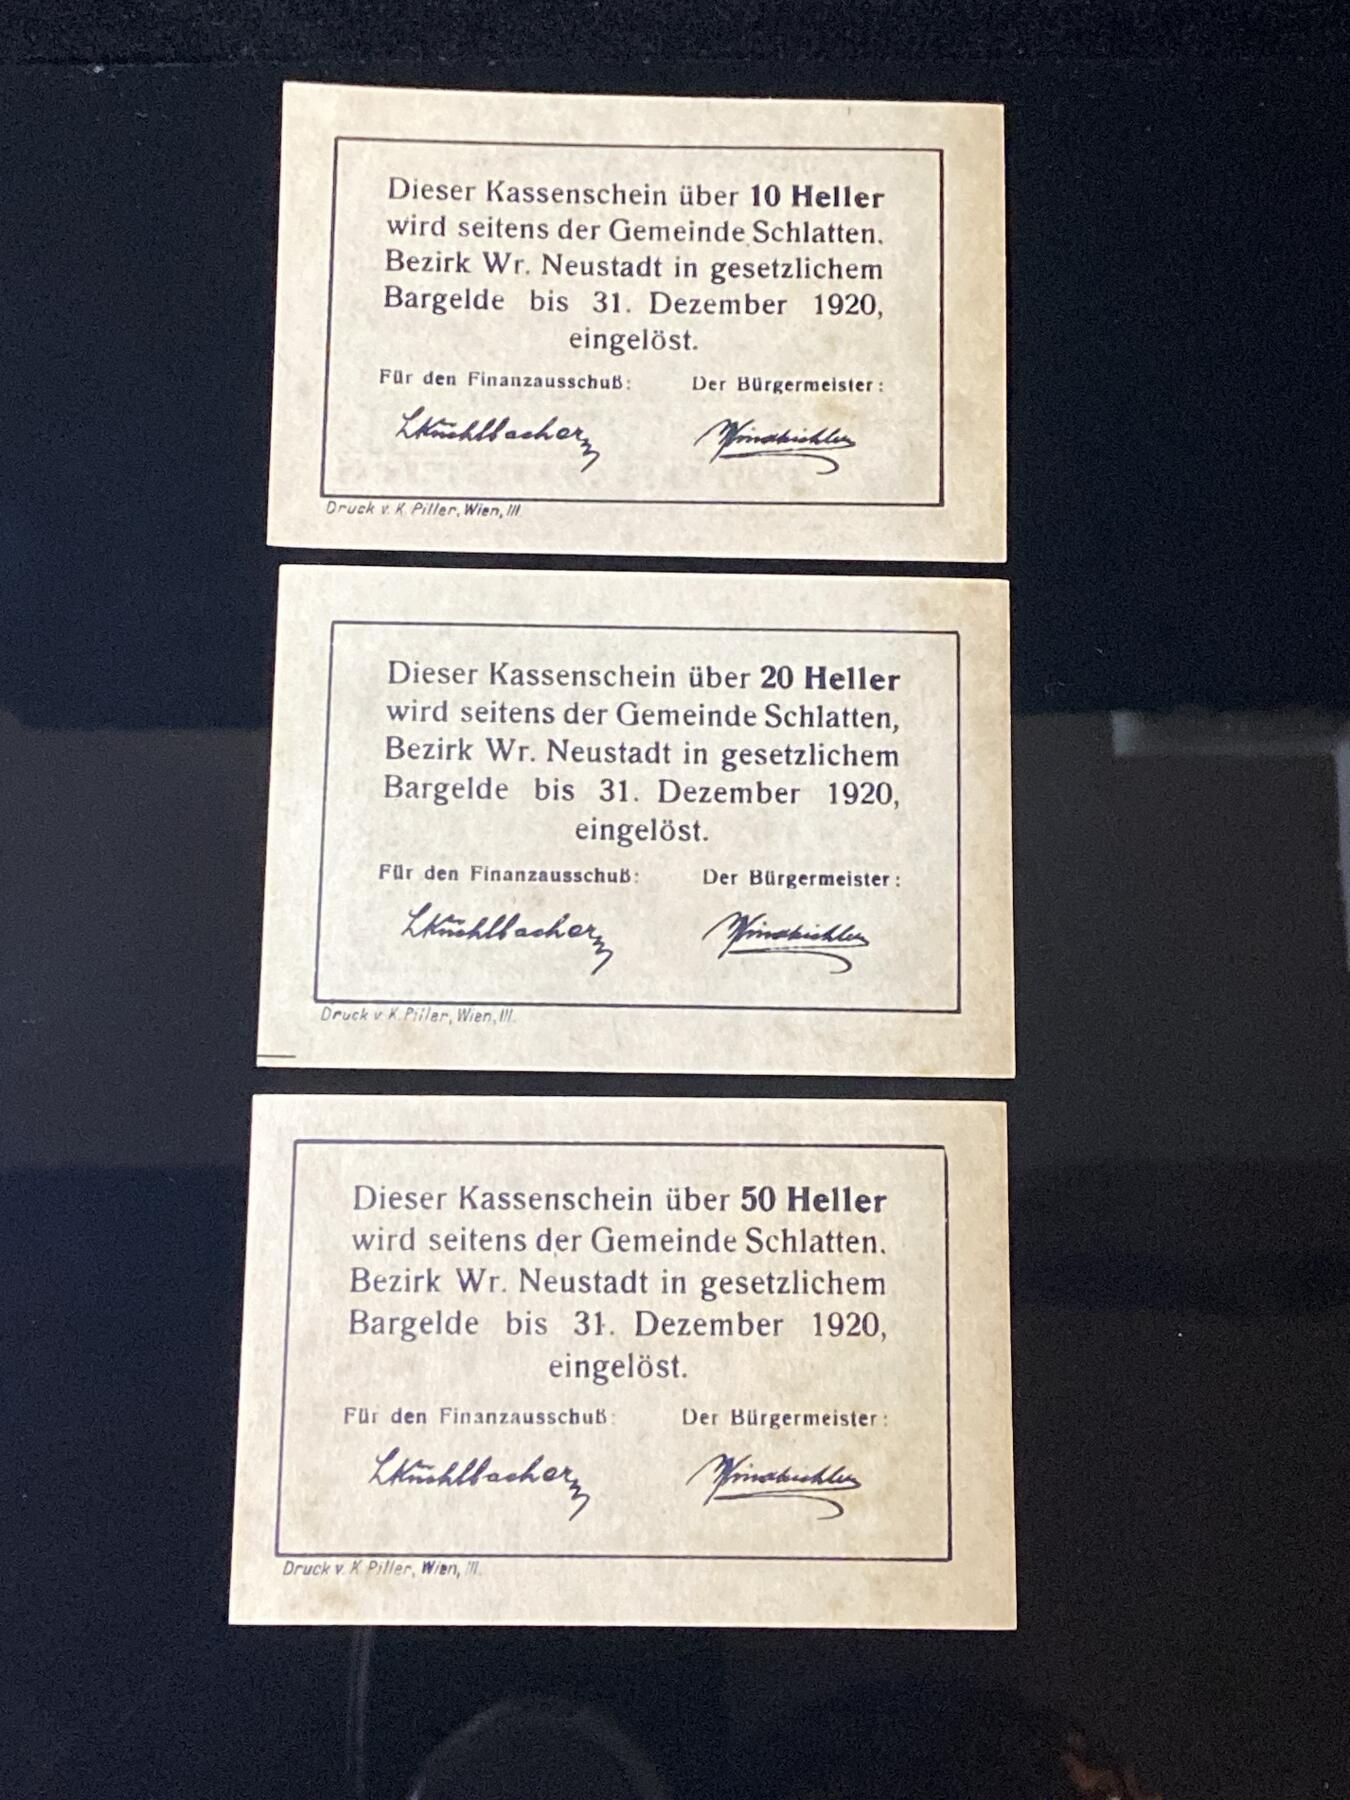 Dieser Kassenschein über 10 Heller
wird seitens der Gemeinde Schlatten.
Bezirk Wr. Neustadt in gesetzlichem
Bargelde bis 31. Dezember 1920,
eingelöst.
Für den Finanzausschuß: Der Bürgermeister:
Druck v. K. Piller, Wien, III.
Dieser Kassenschein über 20 Heller
wird seitens der Gemeinde Schlatten,
Bezirk Wr. Neustadt in gesetzlichem
Bargelde bis 31. Dezember 1920,
eingelöst.
Für den Finanzausschuß: Der Bürgermeister:
Druck v. K. Piller, Wien, III.
Dieser Kassenschein über 50 Heller
wird seitens der Gemeinde Schlatten.
Bezirk Wr. Neustadt in gesetzlichem
Bargelde bis 31. Dezember 1920,
eingelöst.
Für den Finanzausschuß: Der Bürgermeister:
Druck v. K Piller, Wien, III.